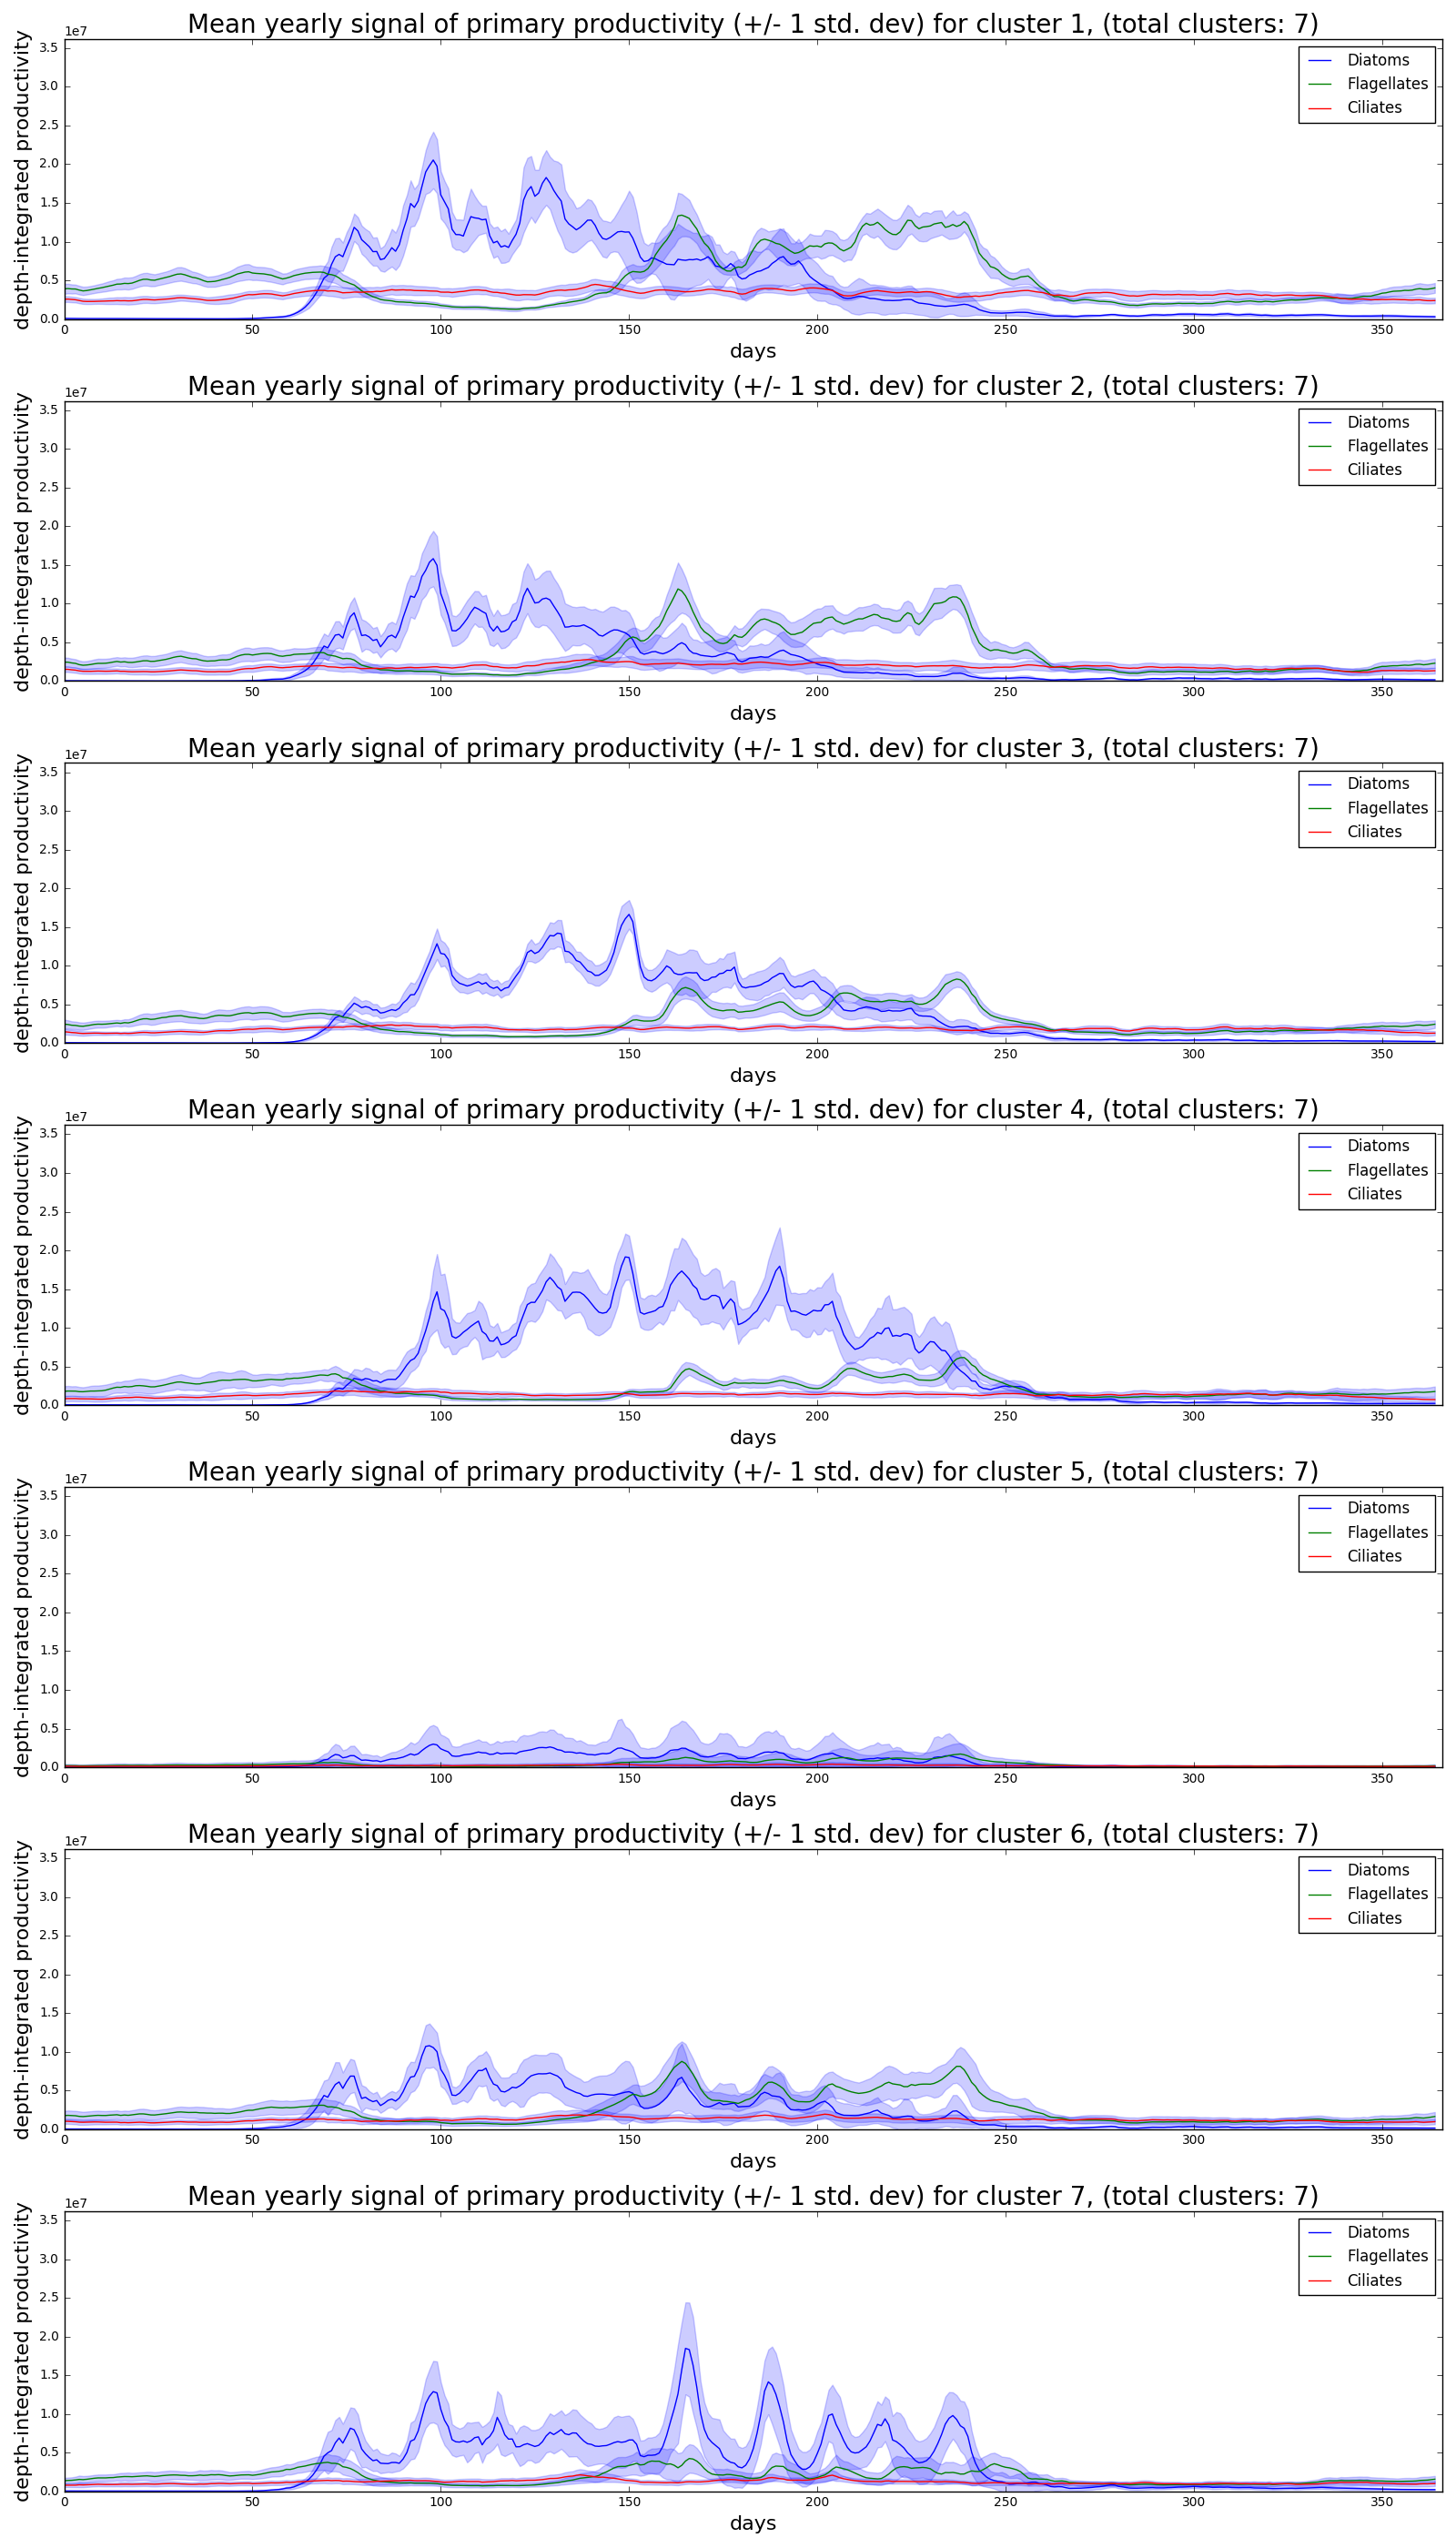 Mean yearly signal of primary productivity (+/- 1 std. dev) for cluster 1, (total clusters: 7)
1e7
3.5
3.0
2.5
2.0
1.5
1.0
0.5
0.0
depth-integrated productivity
Diatoms
Flagellates
Ciliates
0 50 100 150 200 250 300 350
days
Mean yearly signal of primary productivity (+/- 1 std. dev) for cluster 2, (total clusters: 7)
1e7
3.5
3.0
2.5
2.0
1.5
1.0
0.5
0.0
depth-integrated productivity
Diatoms
Flagellates
Ciliates
0 50 100 150 200 250 300 350
days
Mean yearly signal of primary productivity (+/- 1 std. dev) for cluster 3, (total clusters: 7)
1e7
3.5
3.0
2.5
2.0
1.5
1.0
0.5
0.0
depth-integrated productivity
Diatoms
Flagellates
Ciliates
0 50 100 150 200 250 300 350
days
Mean yearly signal of primary productivity (+/- 1 std. dev) for cluster 4, (total clusters: 7)
1e7
3.5
3.0
2.5
2.0
1.5
1.0
0.5
0.0
depth-integrated productivity
Diatoms
Flagellates
Ciliates
0 50 100 150 200 250 300 350
days
Mean yearly signal of primary productivity (+/- 1 std. dev) for cluster 5, (total clusters: 7)
1e7
3.5
3.0
2.5
2.0
1.5
1.0
0.5
0.0
depth-integrated productivity
Diatoms
Flagellates
Ciliates
0 50 100 150 200 250 300 350
days
Mean yearly signal of primary productivity (+/- 1 std. dev) for cluster 6, (total clusters: 7)
1e7
3.5
3.0
2.5
2.0
1.5
1.0
0.5
0.0
depth-integrated productivity
Diatoms
Flagellates
Ciliates
0 50 100 150 200 250 300 350
days
Mean yearly signal of primary productivity (+/- 1 std. dev) for cluster 7, (total clusters: 7)
1e7
3.5
3.0
2.5
2.0
1.5
1.0
0.5
0.0
depth-integrated productivity
Diatoms
Flagellates
Ciliates
0 50 100 150 200 250 300 350
days